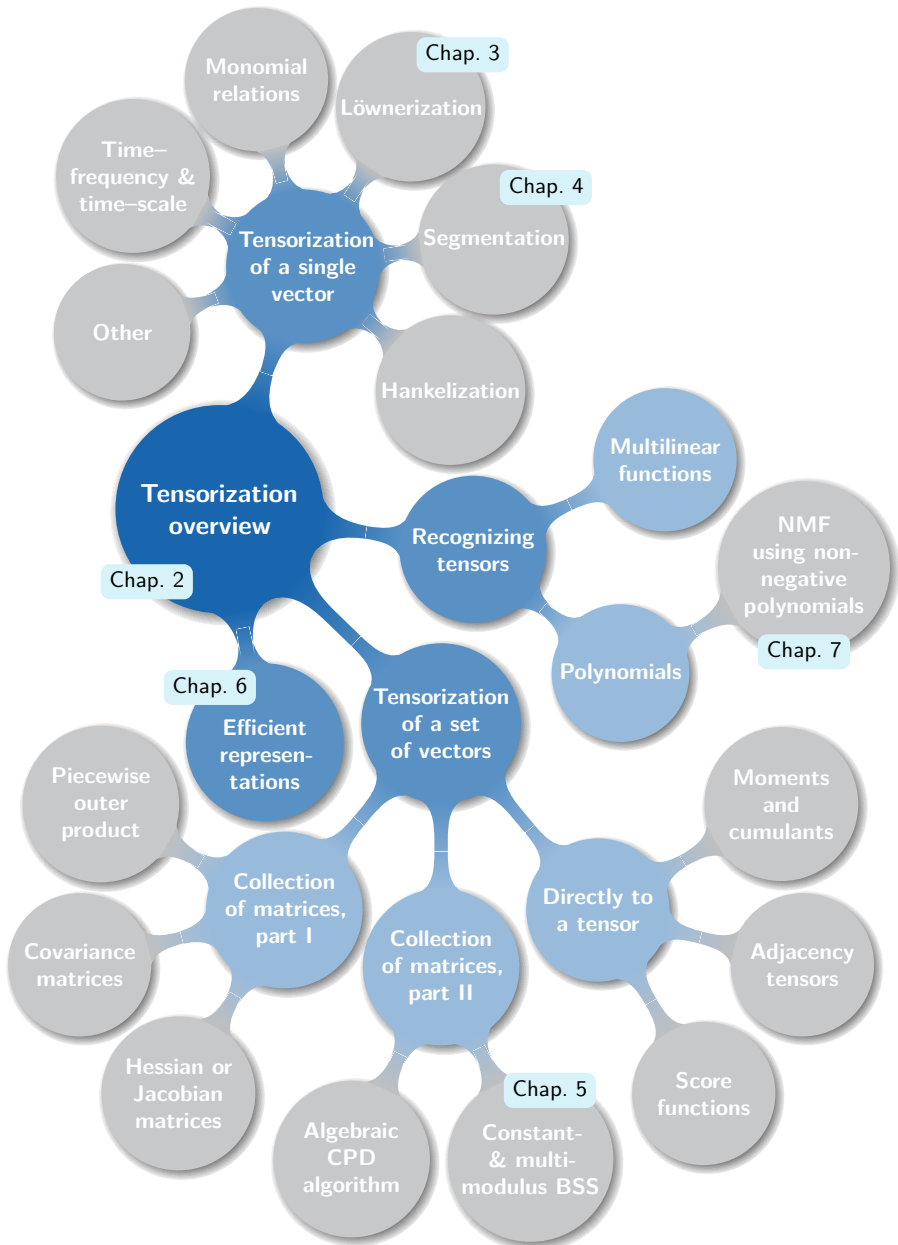 Chap. 3
Monomial
relations
Löwnerization
Time–
frequency &
time–scale
Chap. 4
Segmentation
Tensorization
of a single
vector
Other
Hankelization
Tensorization
overview
Chap. 2
Multilinear
functions
Recognizing
tensors
NMF
using non-
negative
polynomials
Chap. 7
Polynomials
Chap. 6
Efficient
represen-
tations
Tensorization
of a set
of vectors
Piecewise
outer
product
Collection
of matrices,
part I
Covariance
matrices
Hessian or
Jacobian
matrices
Collection
of matrices,
part II
Algebraic
CPD
algorithm
Chap. 5
Constant-
& multi-
modulus BSS
Directly to
a tensor
Moments
and
cumulants
Adjacency
tensors
Score
functions